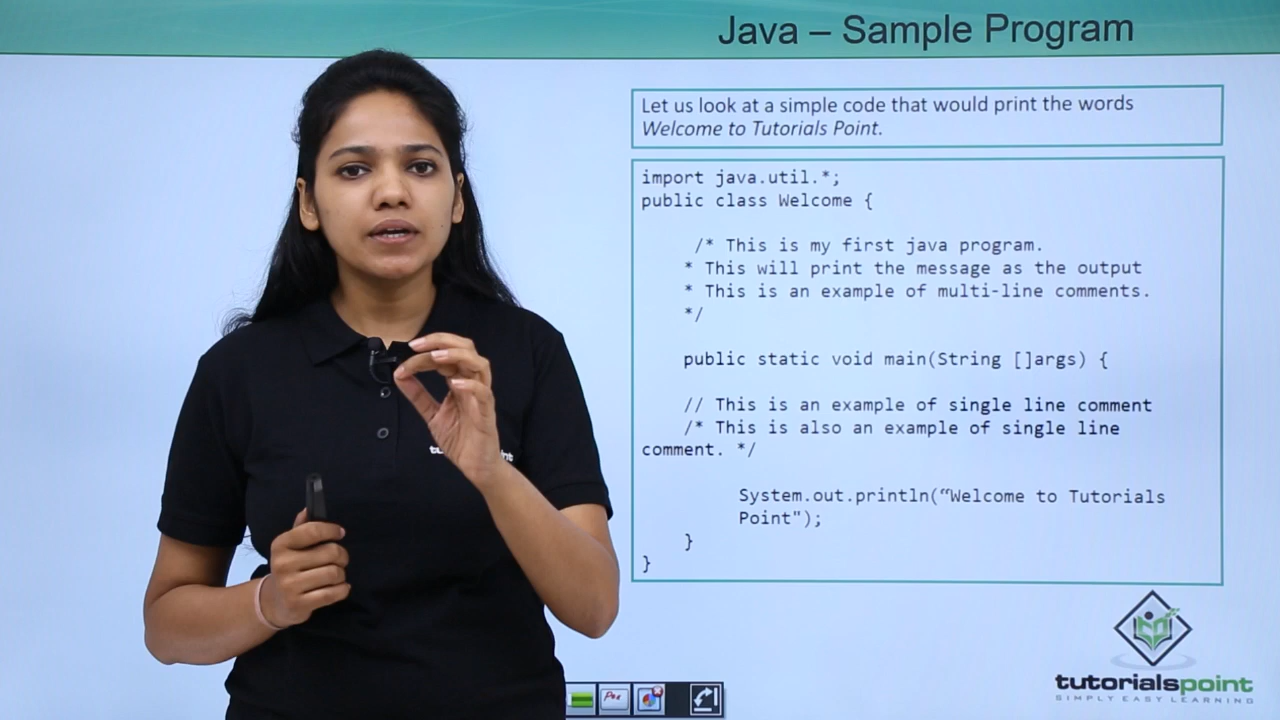 Java – Sample Program
Let us look at a simple code that would print the words
Welcome to Tutorials Point.
import java.util.*;
public class Welcome {
/* This is my first java program.
* This will print the message as the output
* This is an example of multi-line comments.
*/
public static void main(String []args) {
// This is an example of single line comment
/* This is also an example of single line
comment. */
System.out.println(“Welcome to Tutorials
Point");
}
}
tutorialspoint
SIMPLY EASY LEARNING